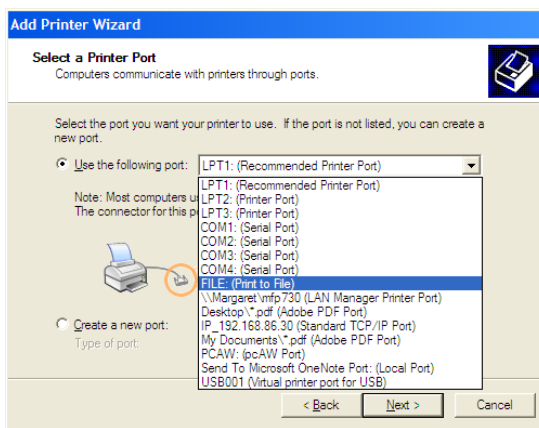 Add Printer Wizard
Select a Printer Port
Computers communicate with printers through ports.
Select the port you want your printer to use. If the port is not listed, you can create a
new port.
Use the following port:
LPT1: (Recommended Printer Port)
Note: Most computers u
The connector for this p
LPT1: (Recommended Printer Port)
LPT2: (Printer Port)
LPT3: (Printer Port)
COM1: (Serial Port)
COM2: (Serial Port)
COM3: (Serial Port)
COM4: (Serial Port)
FILE: (Print to File)
\\Margaret\mfp730 (LAN Manager Printer Port)
Desktop\*.pdf (Adobe PDF Port)
IP_192.168.86.30 (Standard TCP/IP Port)
My Documents\*.pdf (Adobe PDF Port)
PCAW: (pcAW Port)
Send To Microsoft OneNote Port: (Local Port)
USB001 (Virtual printer port for USB)
Create a new port:
Type of port:
< Back
Next >
Cancel